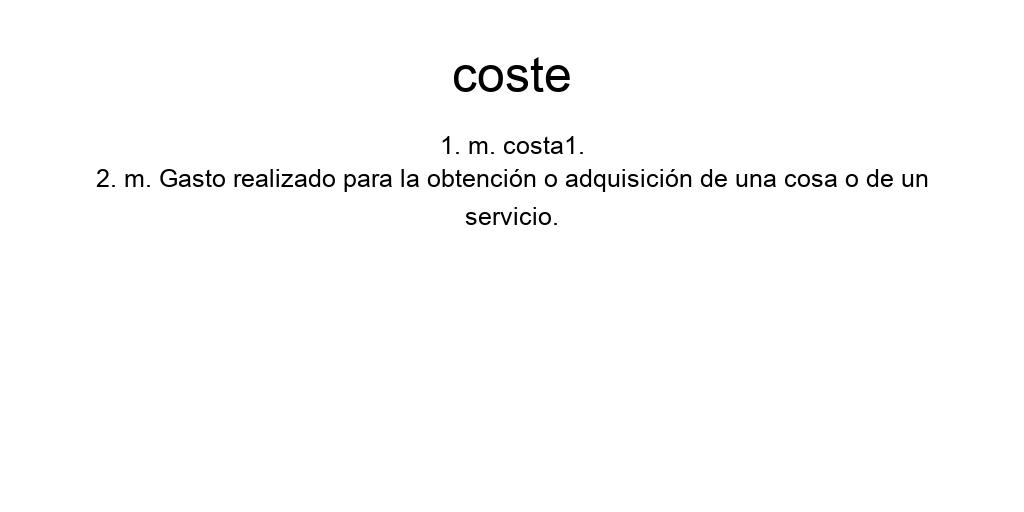 coste
1. m. costa1.
2. m. Gasto realizado para la obtención o adquisición de una cosa o de un
servicio.